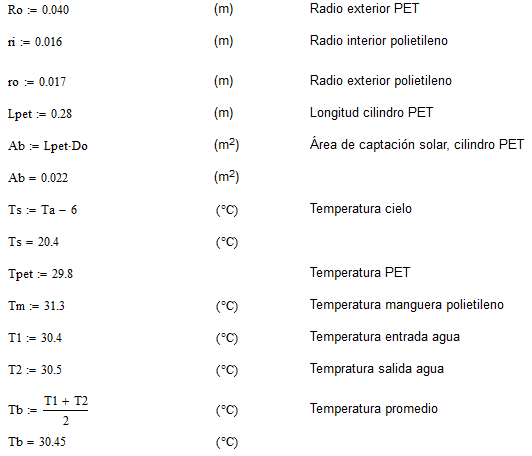 Ro := 0.040 (m) Radio exterior PET
ri := 0.016 (m) Radio interior polietileno
ro := 0.017 (m) Radio exterior polietileno
Lpet := 0.28 (m) Longitud cilindro PET
Ab := Lpet·Do (m²) Área de captación solar, cilindro PET
Ab = 0.022 (m²)
Ts := Ta − 6 (°C) Temperatura cielo
Ts = 20.4 (°C)
Tpet := 29.8 Temperatura PET
Tm := 31.3 (°C) Temperatura manguera polietileno
T1 := 30.4 (°C) Temperatura entrada agua
T2 := 30.5 (°C) Tempratura salida agua
Tb := (T1 + T2)/2 (°C) Temperatura promedio
Tb = 30.45 (°C)